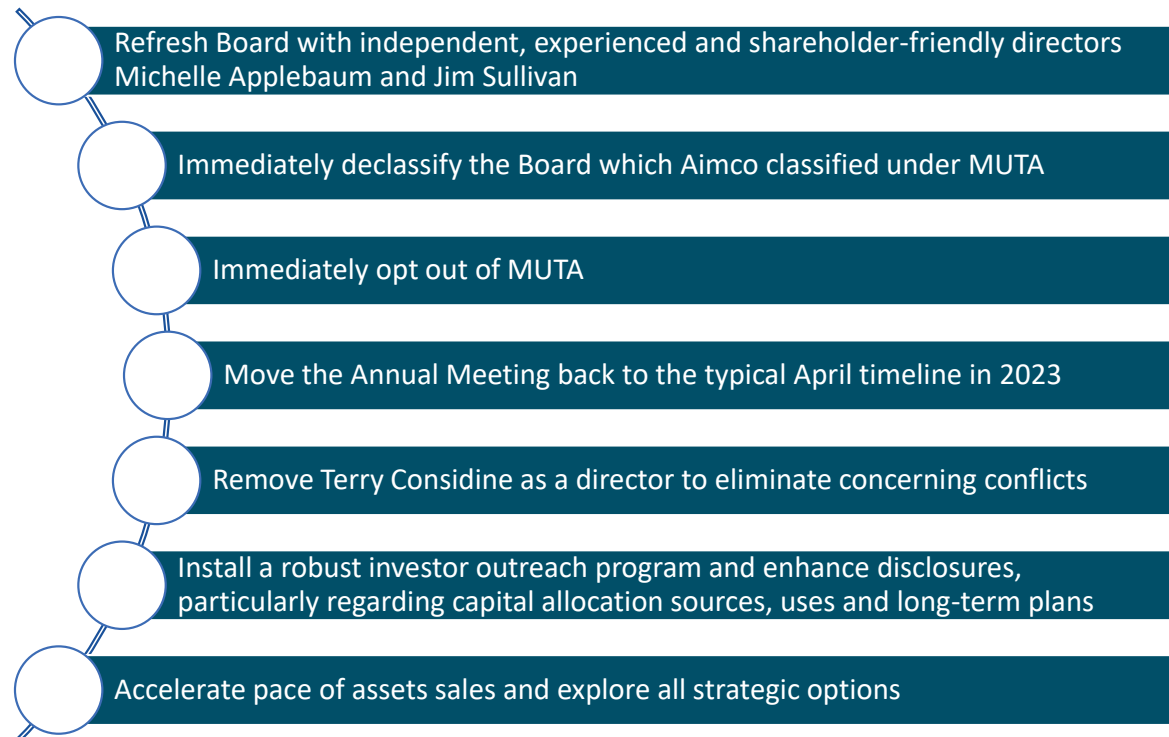 Refresh Board with independent, experienced and shareholder-friendly directors
Michelle Applebaum and Jim Sullivan
Immediately declassify the Board which Aimco classified under MUTA
Immediately opt out of MUTA
Move the Annual Meeting back to the typical April timeline in 2023
Remove Terry Considine as a director to eliminate concerning conflicts
Install a robust investor outreach program and enhance disclosures,
particularly regarding capital allocation sources, uses and long-term plans
Accelerate pace of assets sales and explore all strategic options